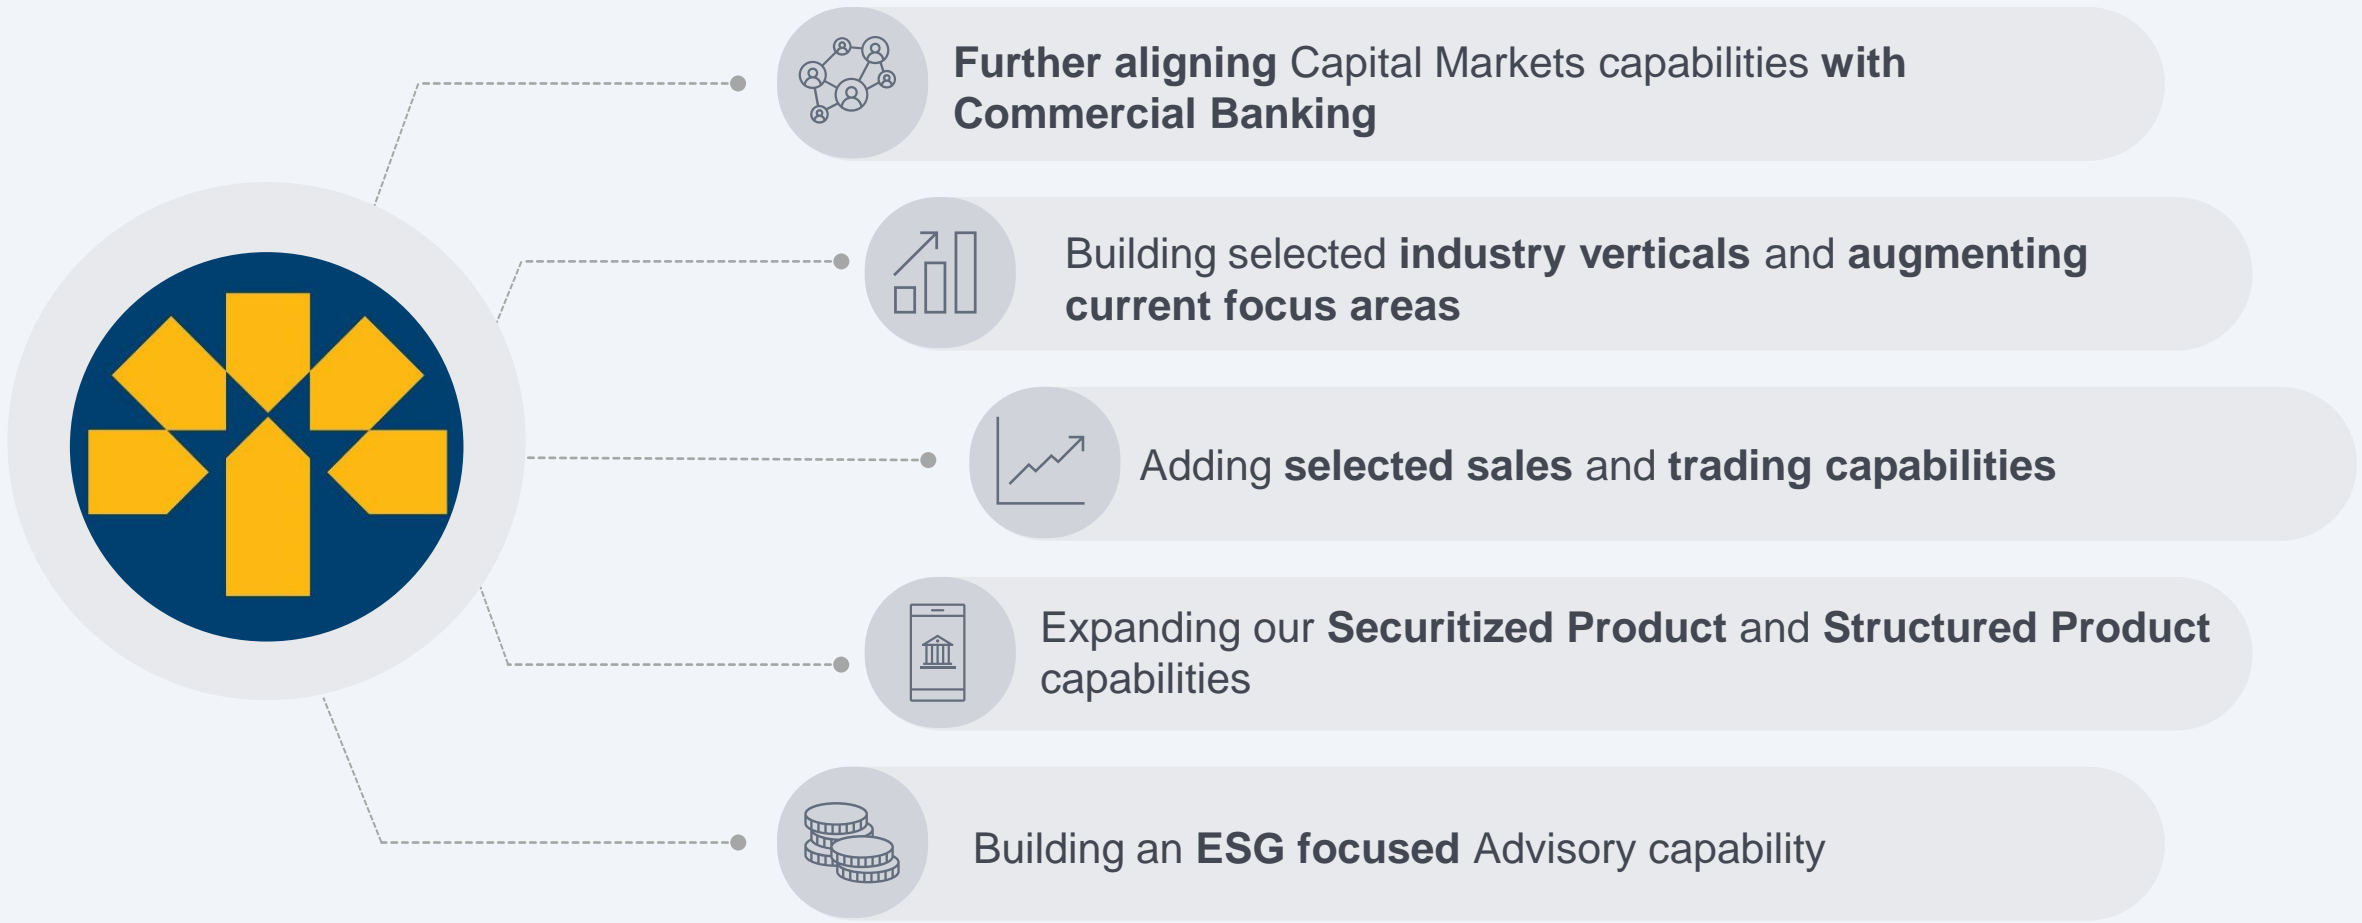 Further aligning Capital Markets capabilities with
Commercial Banking
Building selected industry verticals and augmenting
current focus areas
Adding selected sales and trading capabilities
Expanding our Securitized Product and Structured Product
capabilities
Building an ESG focused Advisory capability